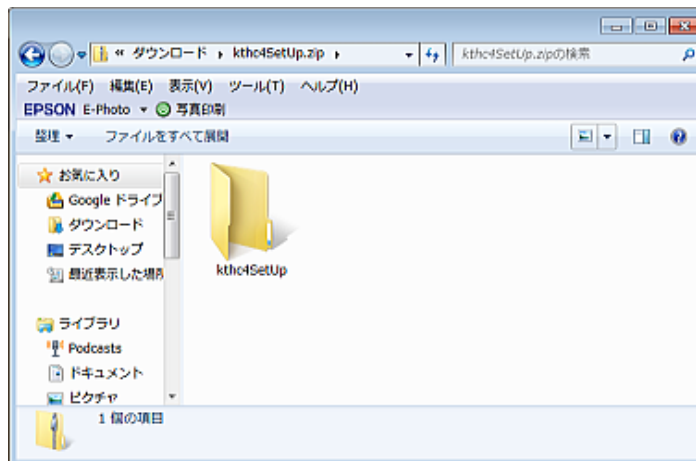 « ダウンロード ▸ kthc4SetUp.zip ▸
kthc4SetUp.zipの検索
ファイル(F) 編集(E) 表示(V) ツール(T) ヘルプ(H)
EPSON E-Photo 写真印刷
整理 ファイルをすべて展開
お気に入り
Google ドライブ
ダウンロード
デスクトップ
最近表示した場所
ライブラリ
Podcasts
ドキュメント
ピクチャ
kthc4SetUp
1 個の項目